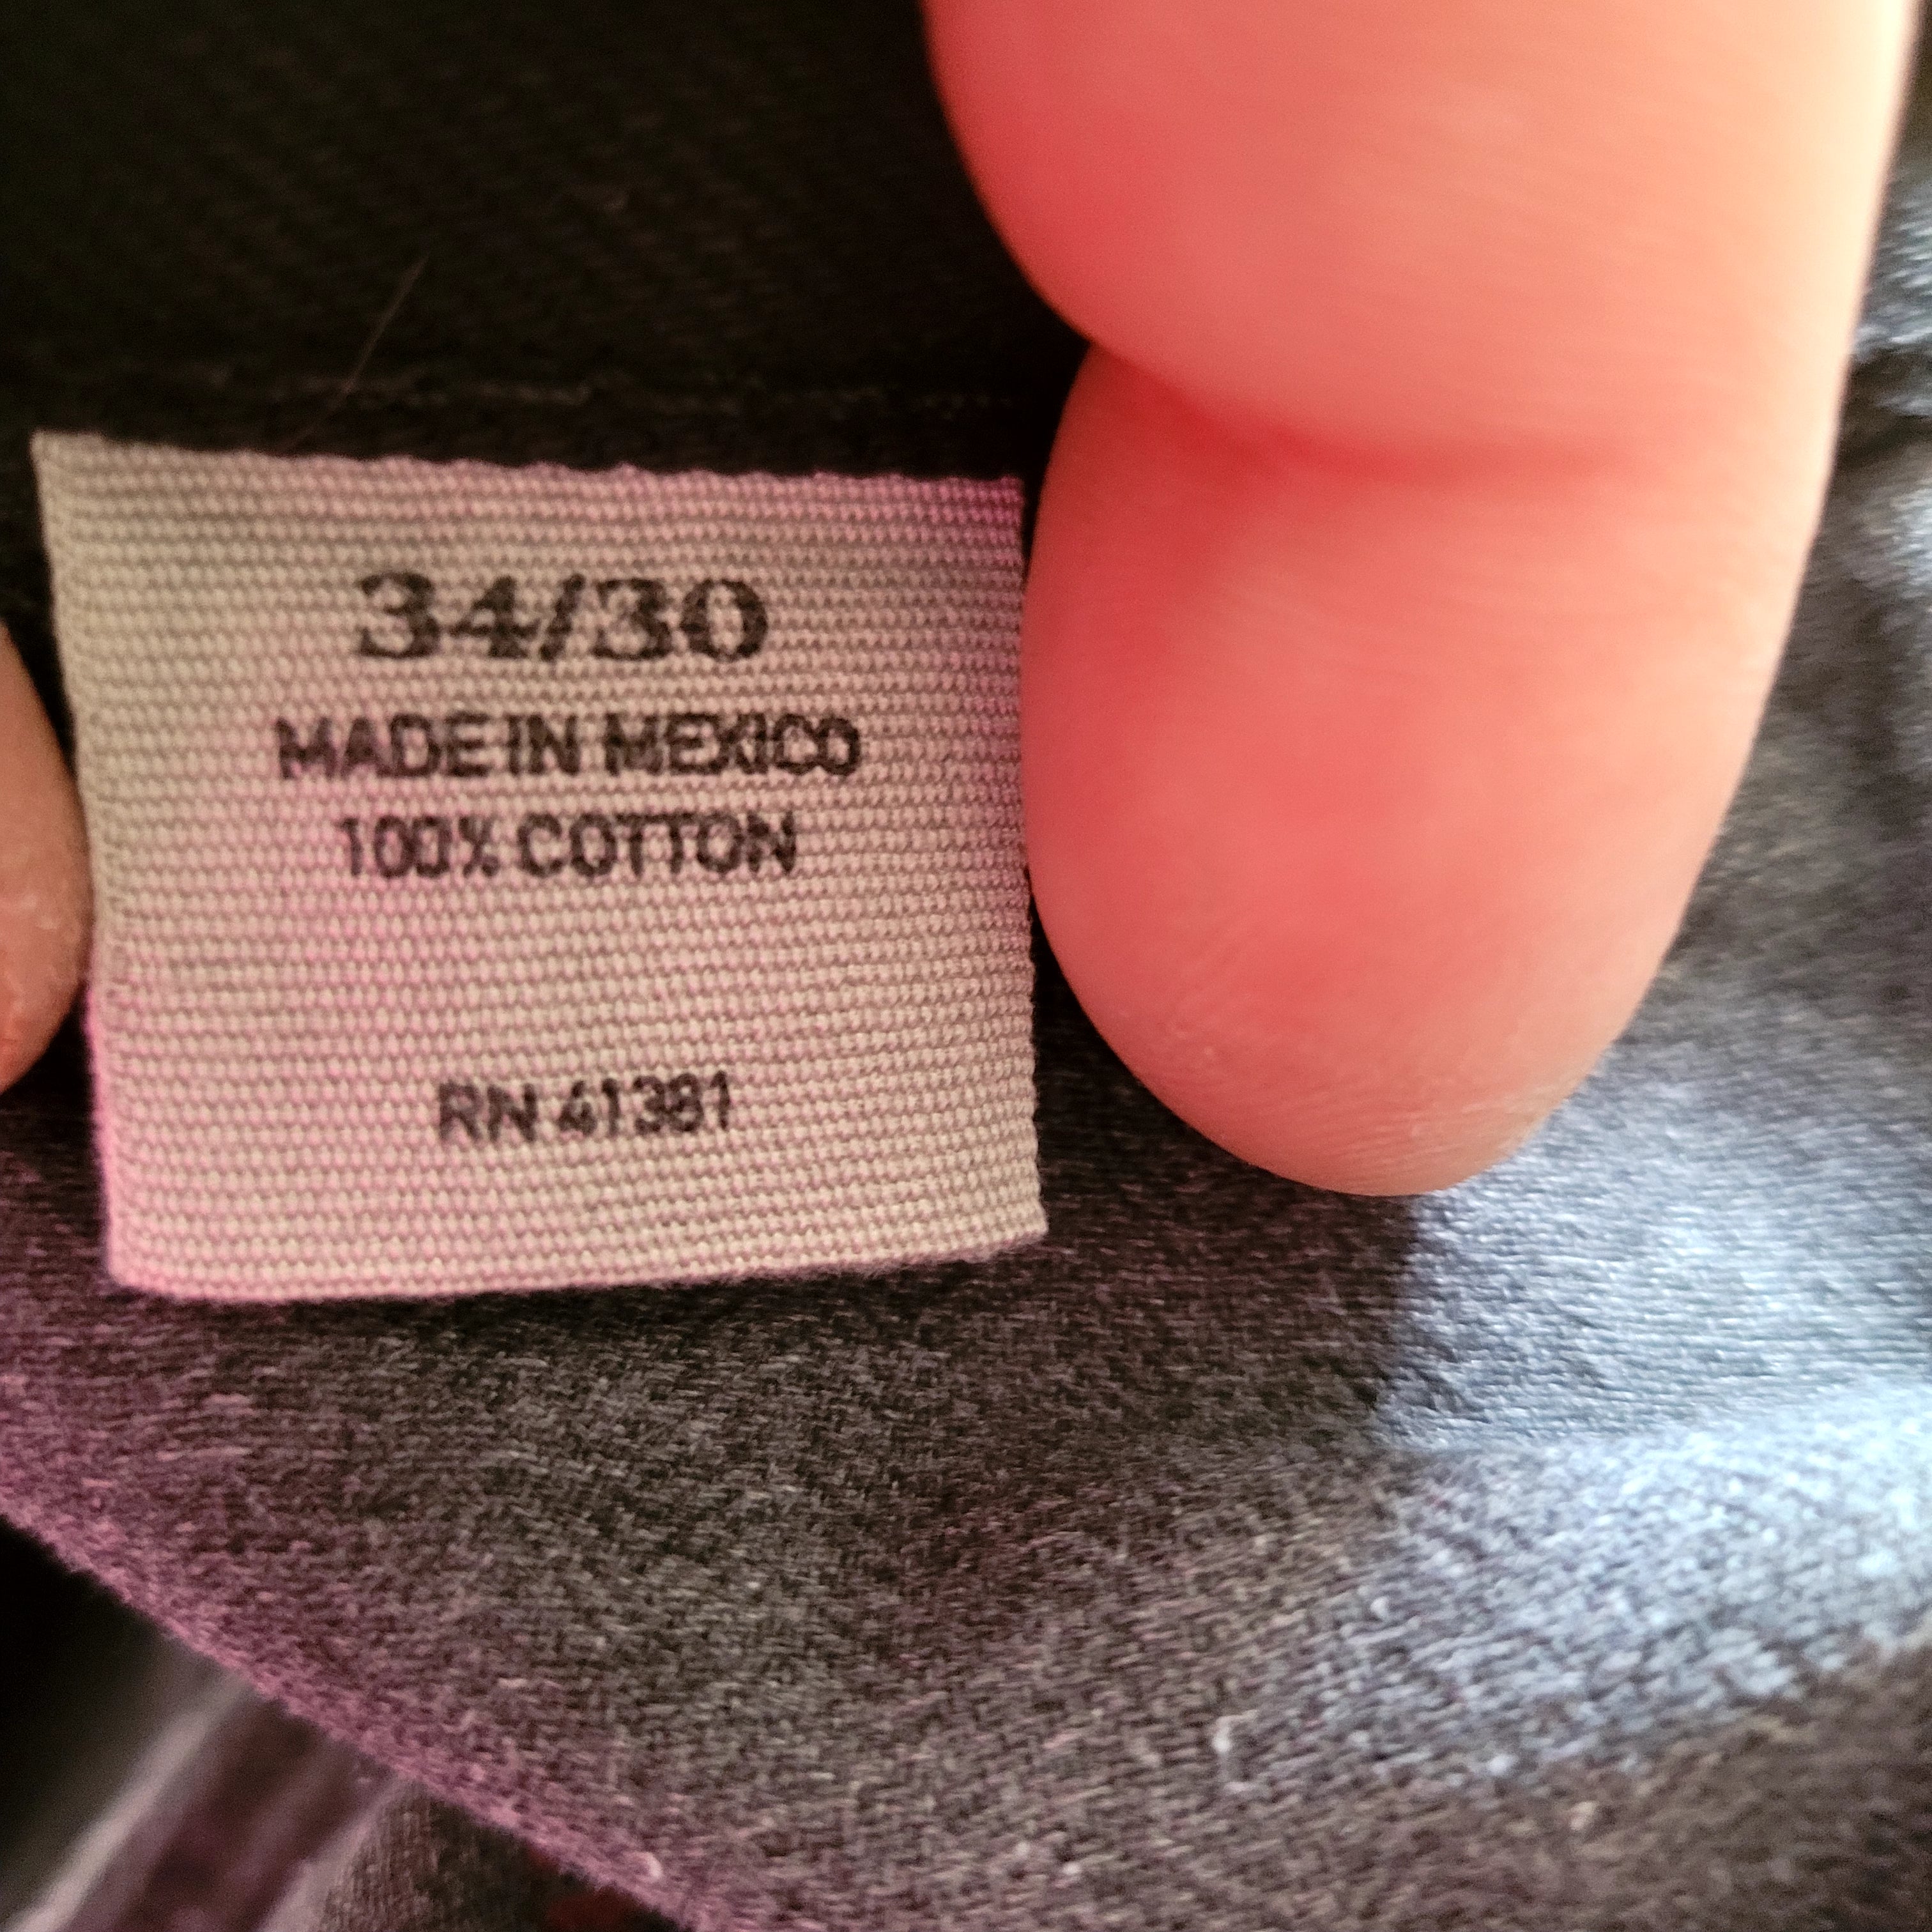 34/30
MADE IN MEXICO
100% COTTON
RN 41381